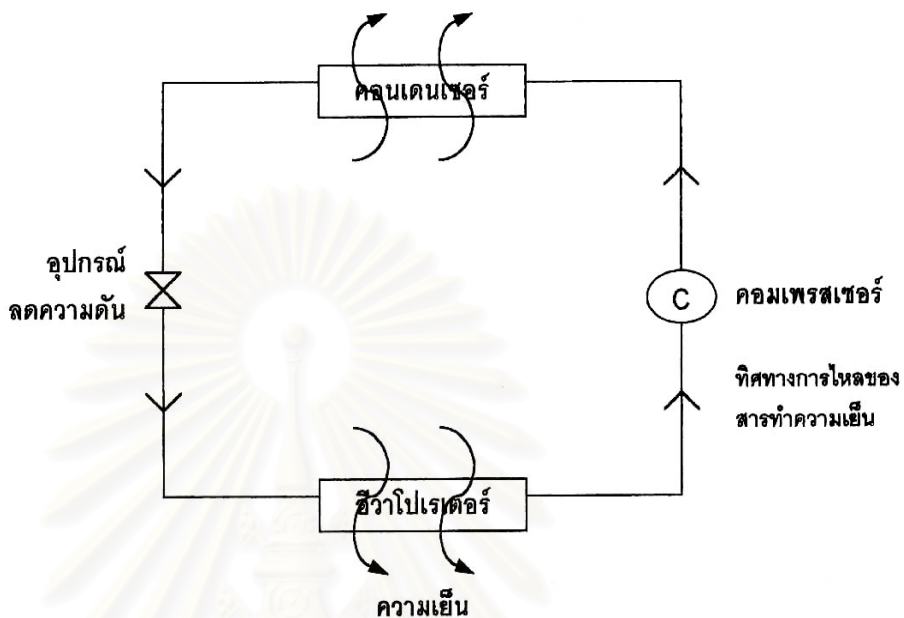 คอนเดนเซอร์
อุปกรณ์
ลดความดัน
C
คอมเพรสเซอร์
ทิศทางการไหลของ
สารทำความเย็น
อีวาโปเรเตอร์
ความเย็น